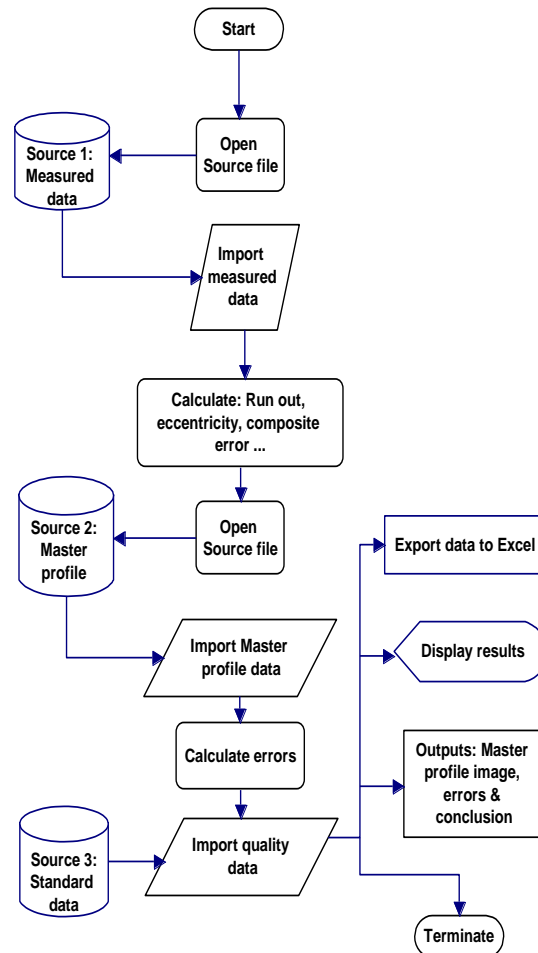 Start
Open
Source file
Source 1:
Measured
data
Import
measured
data
Calculate: Run out,
eccentricity, composite
error ...
Open
Source file
Source 2:
Master
profile
Import Master
profile data
Calculate errors
Source 3:
Standard
data
Import quality
data
Export data to Excel
Display results
Outputs: Master
profile image,
errors &
conclusion
Terminate